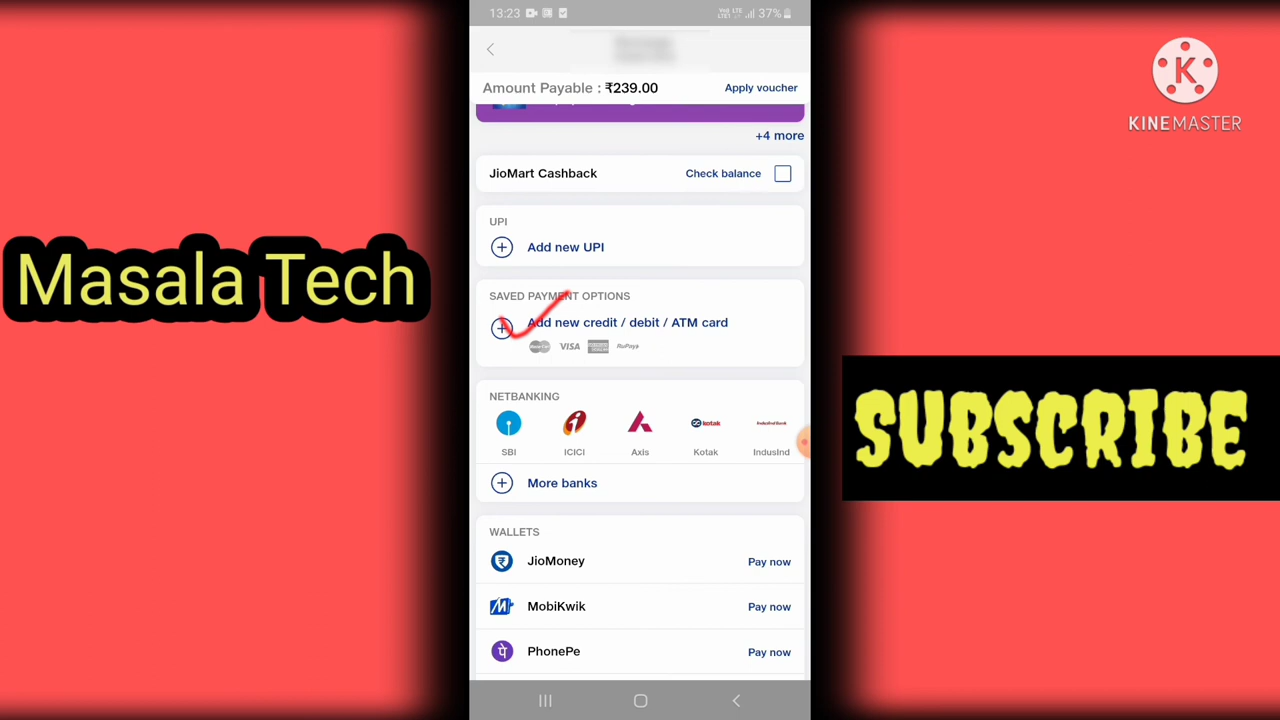 13:23
37%
Amount Payable : ₹239.00
Apply voucher
+4 more
JioMart Cashback
Check balance
UPI
Add new UPI
SAVED PAYMENT OPTIONS
Add new credit / debit / ATM card
VISA
RuPay
NETBANKING
kotak
IndusInd Bank
SBI
ICICI
Axis
Kotak
IndusInd
More banks
WALLETS
JioMoney
Pay now
MobiKwik
Pay now
पे
PhonePe
Pay now
Masala Tech
K
KINEMASTER
SUBSCRIBE